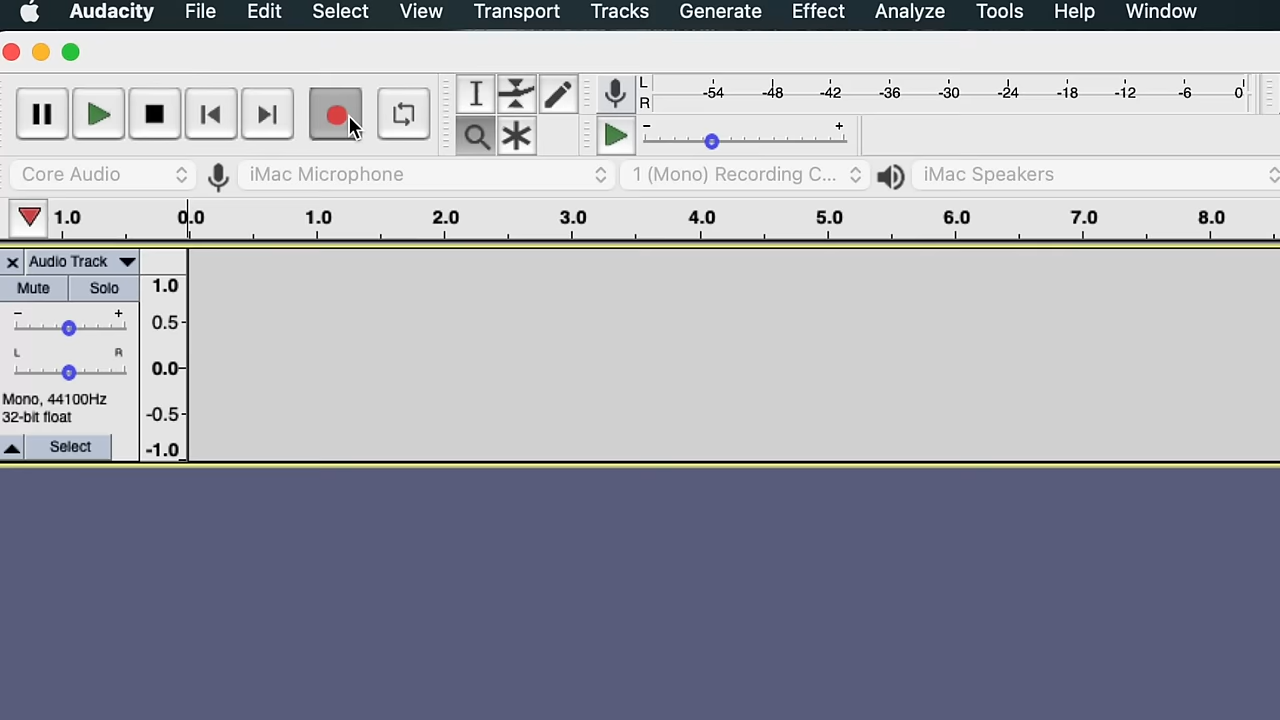 Audacity File Edit Select View Transport Tracks Generate Effect Analyze Tools Help Window
L
R
-54 -48 -42 -36 -30 -24 -18 -12 -6 0
- +
Core Audio iMac Microphone 1 (Mono) Recording C... iMac Speakers
1.0 0.0 1.0 2.0 3.0 4.0 5.0 6.0 7.0 8.0
× Audio Track
Mute Solo
- +
L R
Mono, 44100Hz
32-bit float
Select
1.0
0.5-
0.0-
-0.5-
-1.0